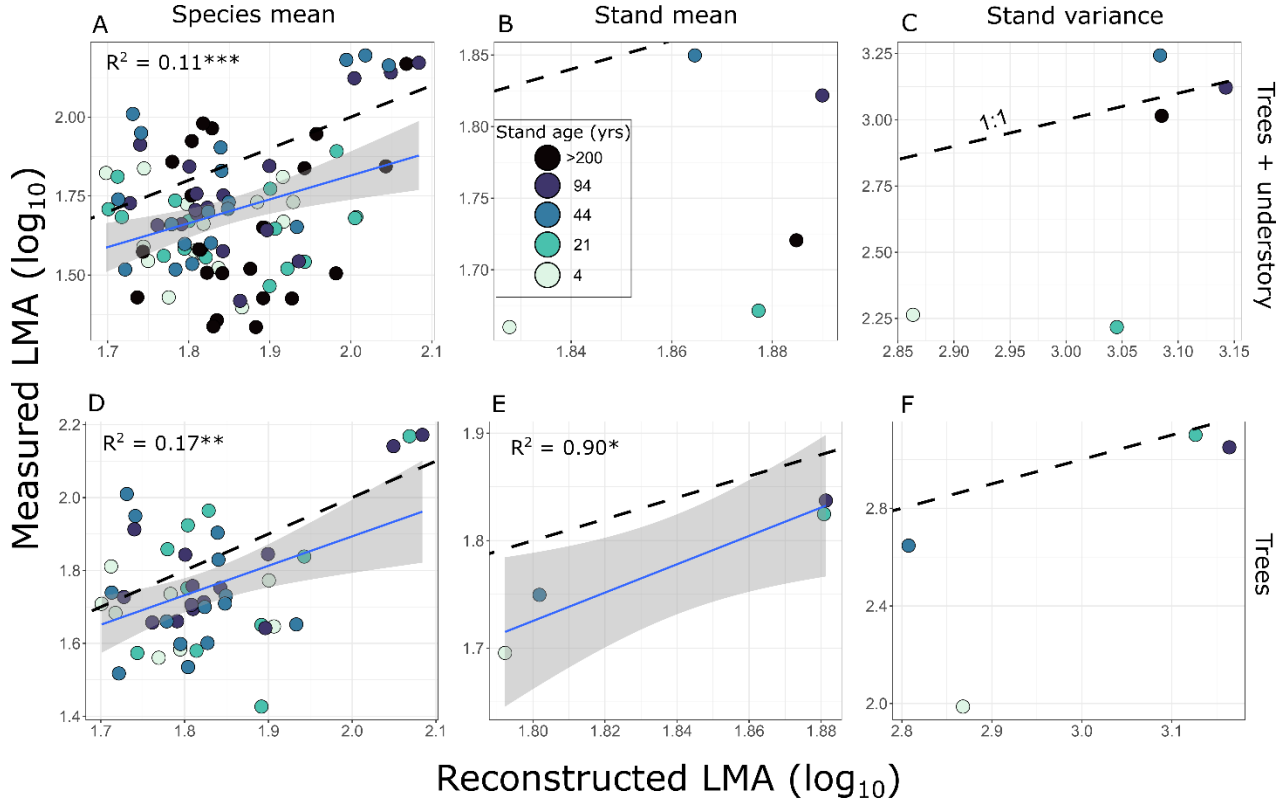 Species mean
Stand mean
Stand variance
A
B
C
R² = 0.11***
2.00
1.75
1.50
1.7 1.8 1.9 2.0 2.1
1.85
1.80
1.75
1.70
1.84 1.86 1.88
Stand age (yrs)
>200
94
44
21
4
3.25
3.00
2.75
2.50
2.25
2.85 2.90 2.95 3.00 3.05 3.10 3.15
1:1
Trees + understory
Measured LMA (log₁₀)
D
E
F
R² = 0.17**
2.2
2.0
1.8
1.6
1.4
1.7 1.8 1.9 2.0 2.1
R² = 0.90*
1.9
1.8
1.7
1.80 1.82 1.84 1.86 1.88
2.8
2.4
2.0
2.8 2.9 3.0 3.1
Trees
Reconstructed LMA (log₁₀)